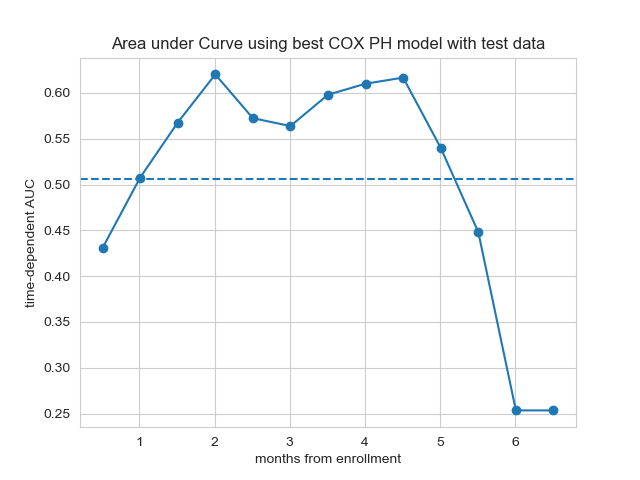 Area under Curve using best COX PH model with test data
time-dependent AUC
0.60
0.55
0.50
0.45
0.40
0.35
0.30
0.25
1 2 3 4 5 6
months from enrollment